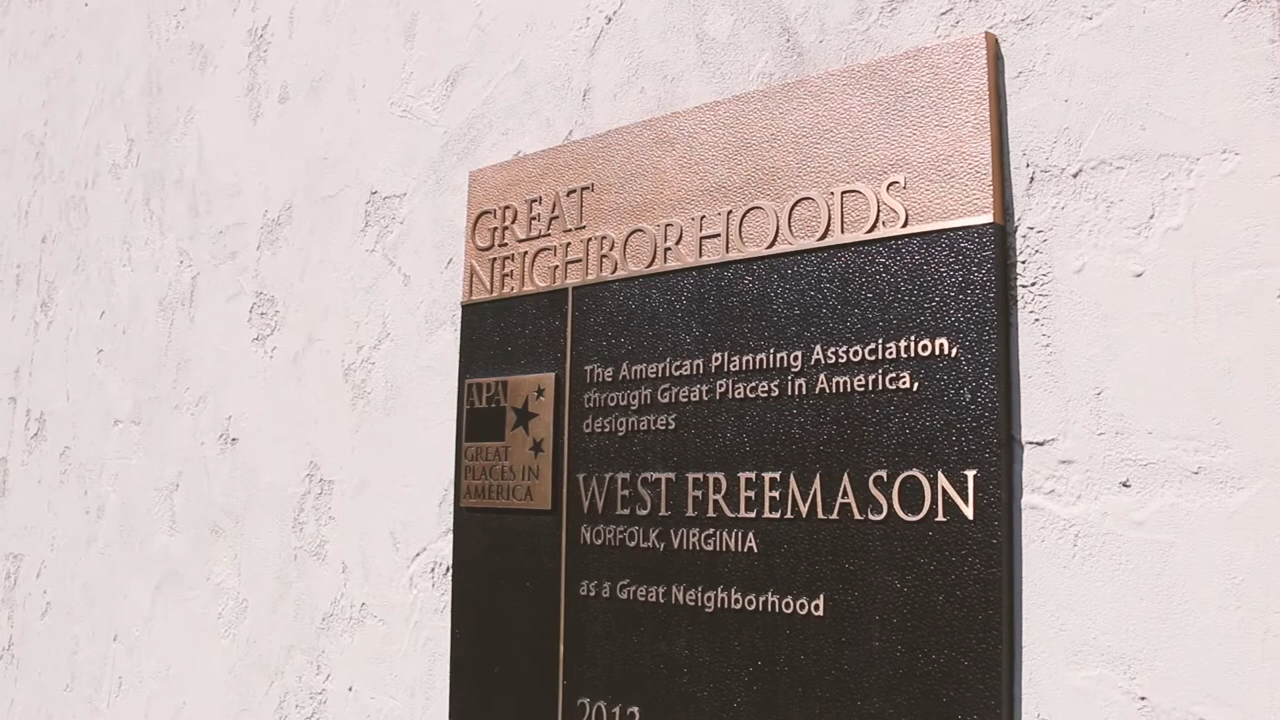 GREAT
NEIGHBORHOODS
The American Planning Association,
through Great Places in America,
designates
WEST FREEMASON
NORFOLK, VIRGINIA
as a Great Neighborhood
APA
GREAT
PLACES IN
AMERICA